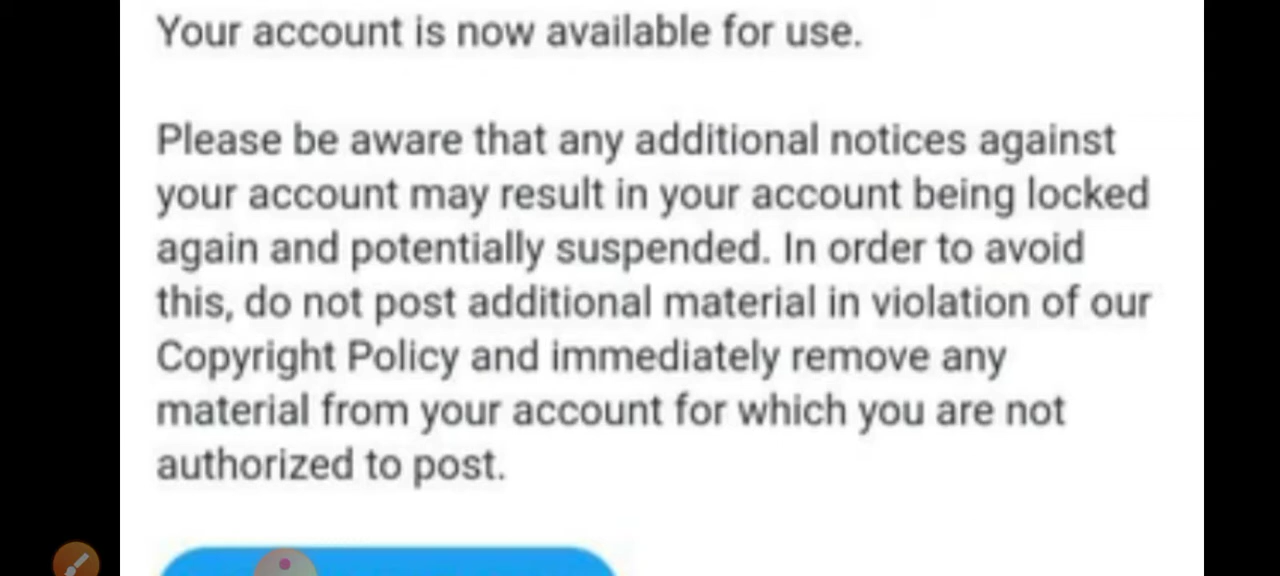 Your account is now available for use.
Please be aware that any additional notices against
your account may result in your account being locked
again and potentially suspended. In order to avoid
this, do not post additional material in violation of our
Copyright Policy and immediately remove any
material from your account for which you are not
authorized to post.